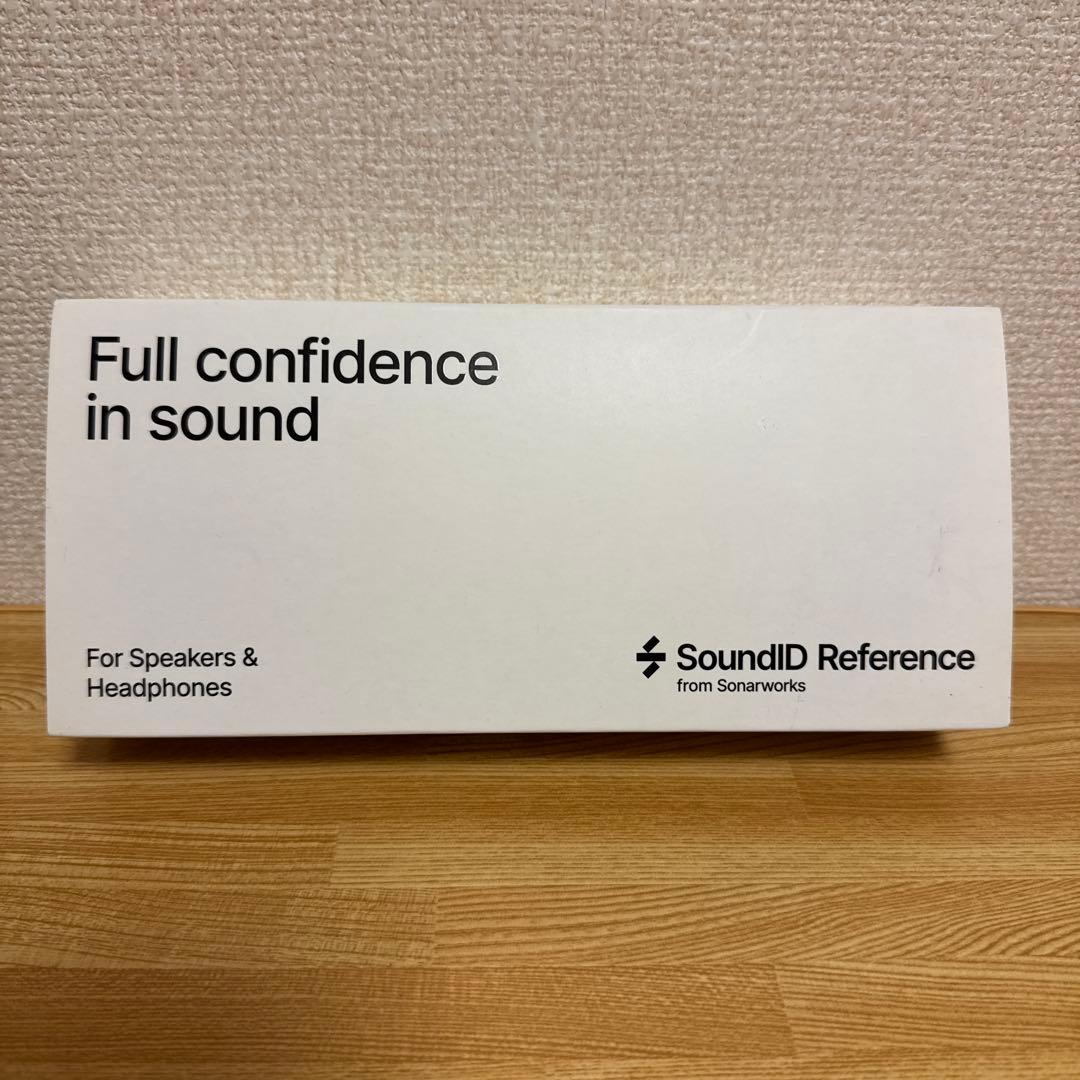 Full confidence
in sound
For Speakers &
Headphones
SoundID Reference
from Sonarworks